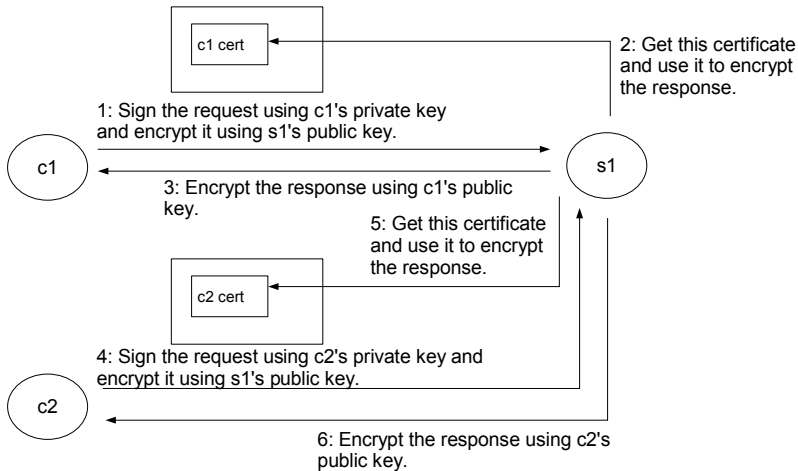 c1 cert
2: Get this certificate
and use it to encrypt
the response.
1: Sign the request using c1's private key
and encrypt it using s1's public key.
c1
s1
3: Encrypt the response using c1's public
key.
5: Get this certificate
and use it to encrypt
the response.
c2 cert
4: Sign the request using c2's private key and
encrypt it using s1's public key.
c2
6: Encrypt the response using c2's
public key.